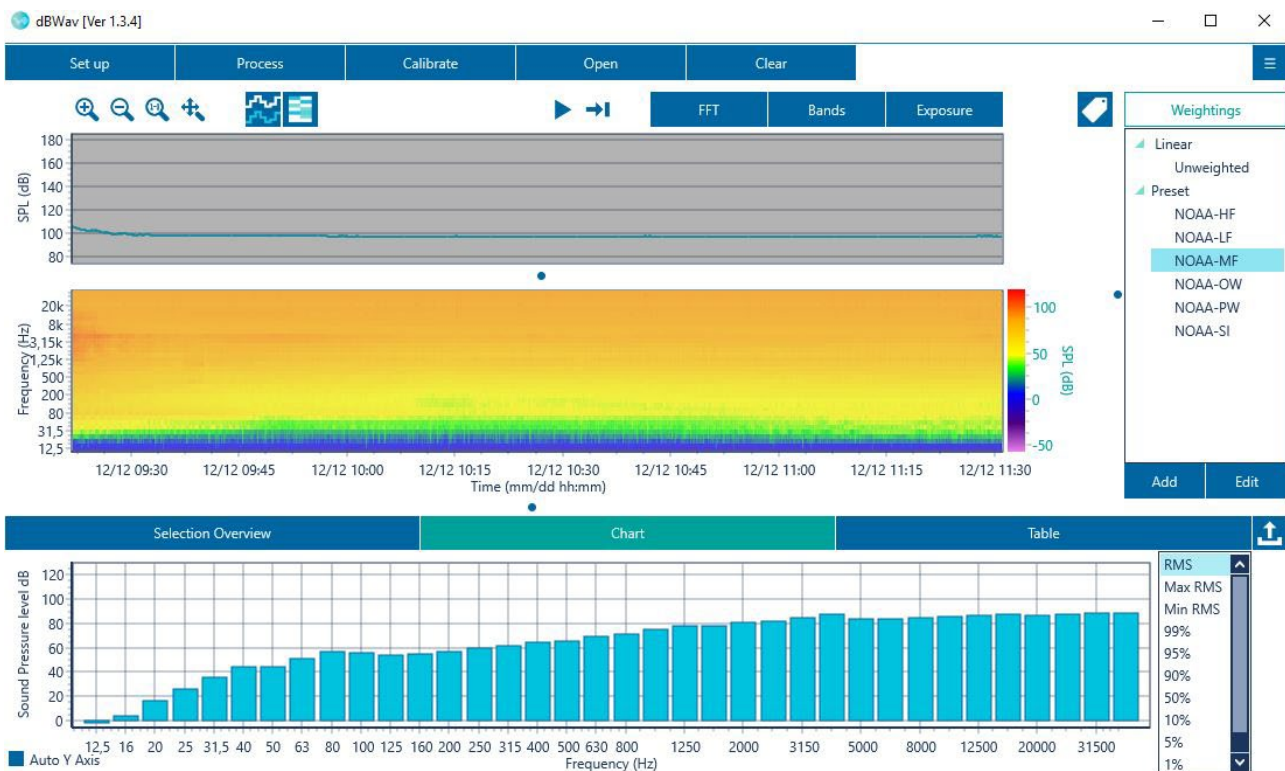 dBWav [Ver 1.3.4]
Set up Process Calibrate Open Clear
FFT Bands Exposure
Weightings
Linear
Unweighted
Preset
NOAA-HF
NOAA-LF
NOAA-MF
NOAA-OW
NOAA-PW
NOAA-SI
Add Edit
SPL (dB)
180
160
140
120
100
80
Frequency (Hz)
20k
8k
3,15k
1,25k
500
200
80
31,5
12,5
100
50
0
-50
SPL (dB)
12/12 09:30 12/12 09:45 12/12 10:00 12/12 10:15 12/12 10:30 12/12 10:45 12/12 11:00 12/12 11:15 12/12 11:30
Time (mm/dd hh:mm)
Selection Overview Chart Table
Sound Pressure level dB
120
100
80
60
40
20
0
12,5 16 20 25 31,5 40 50 63 80 100 125 160 200 250 315 400 500 630 800 1250 2000 3150 5000 8000 12500 20000 31500
Frequency (Hz)
Auto Y Axis
RMS
Max RMS
Min RMS
99%
95%
90%
50%
10%
5%
1%